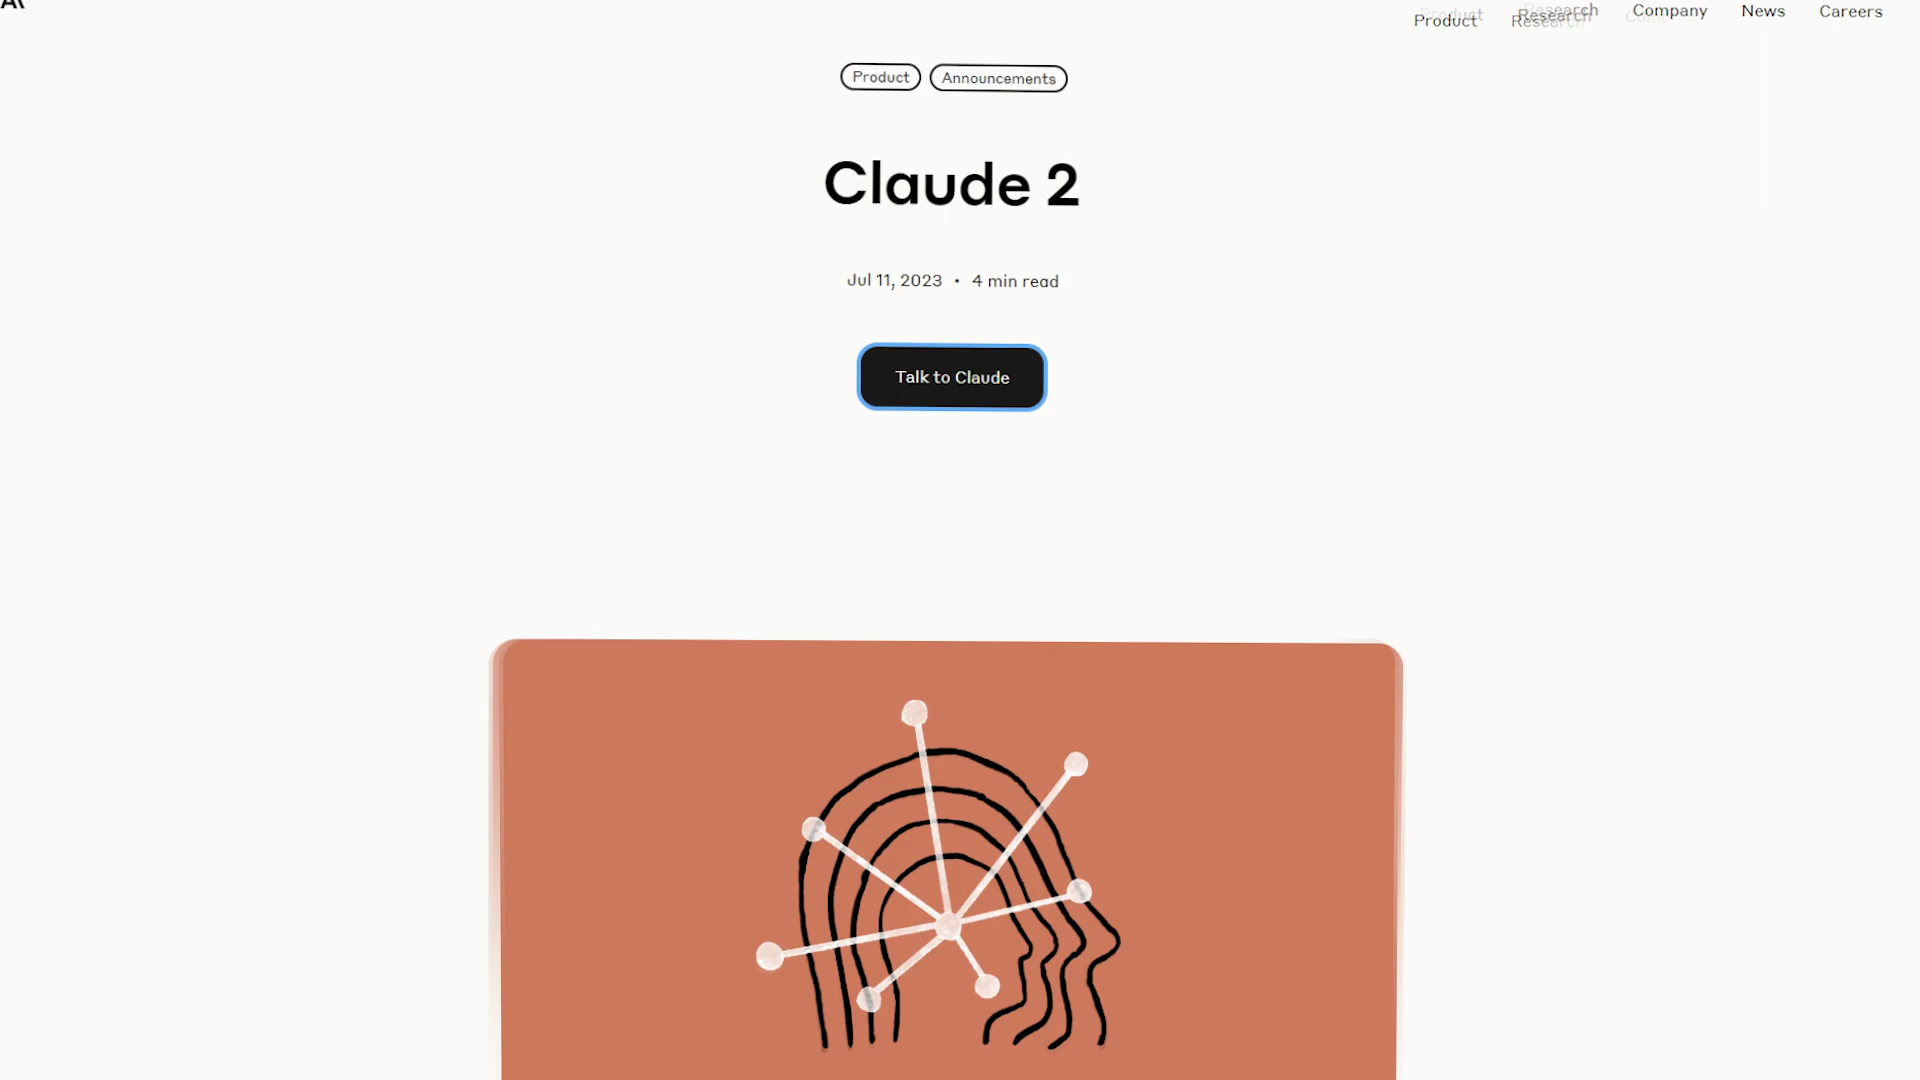 Product Research Company News Careers
Product Announcements
Claude 2
Jul 11, 2023 • 4 min read
Talk to Claude